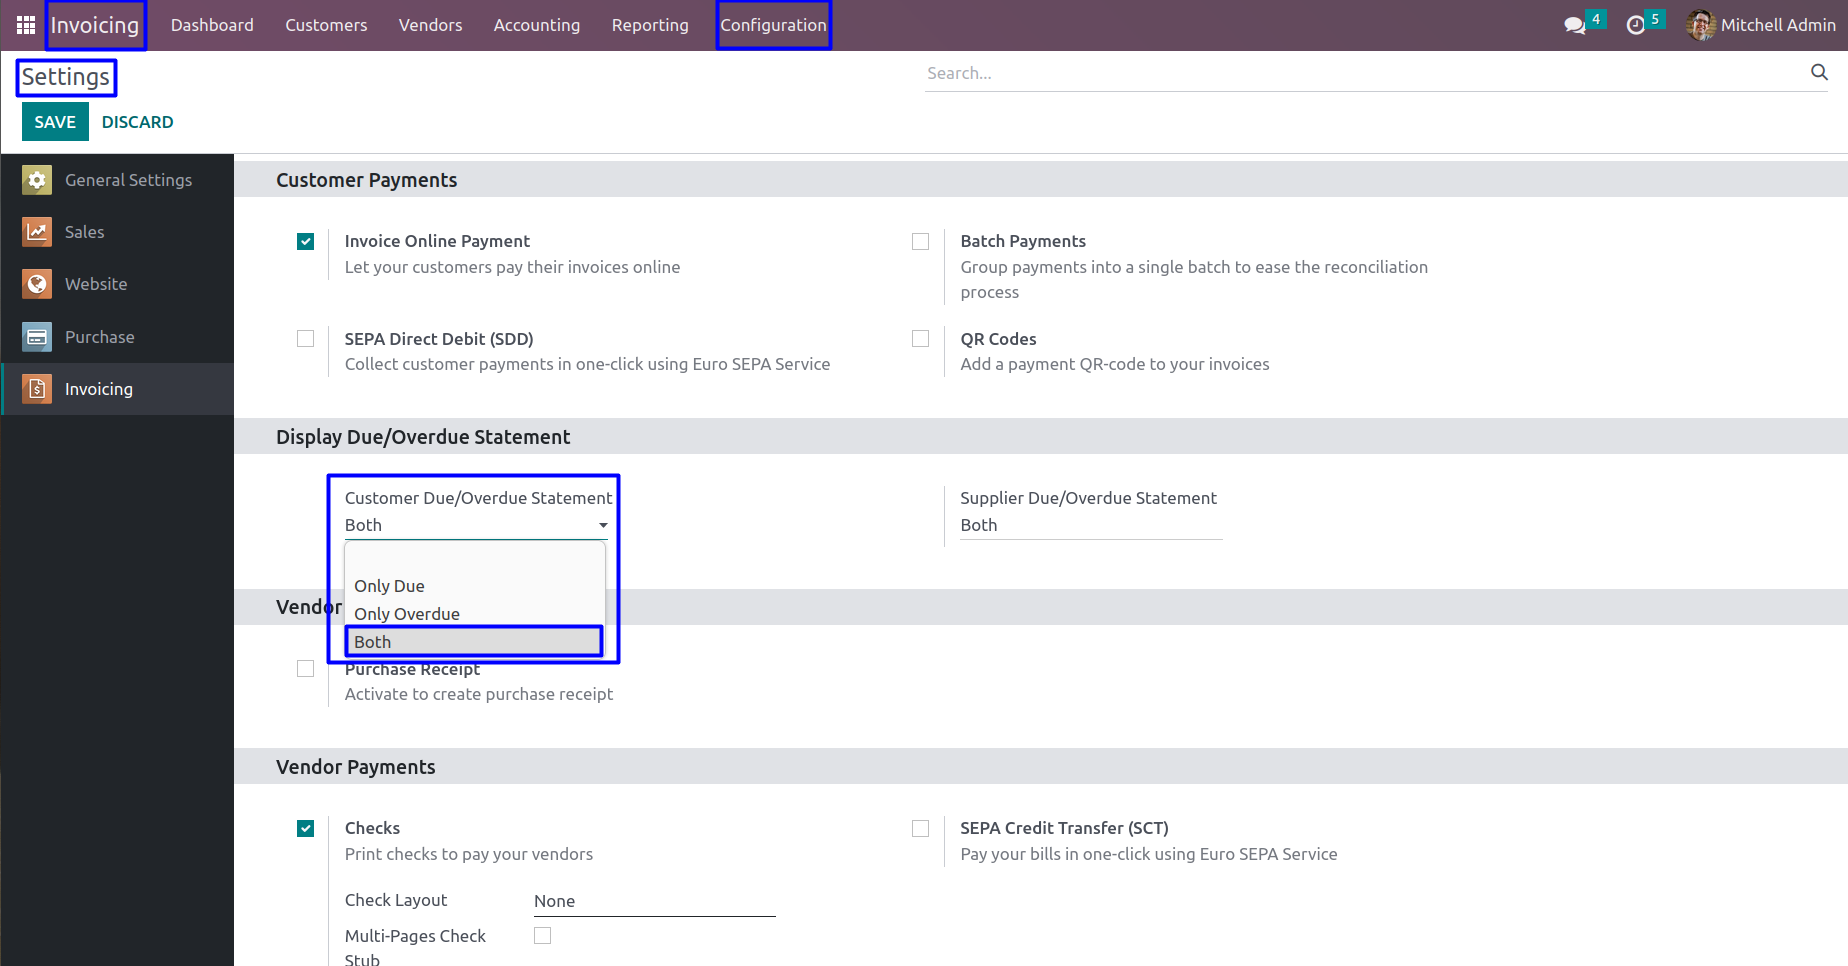 Invoicing Dashboard Customers Vendors Accounting Reporting Configuration 4 5 Mitchell Admin
Settings
Search...
SAVE DISCARD
General Settings
Sales
Website
Purchase
Invoicing
Customer Payments
Invoice Online Payment
Let your customers pay their invoices online
Batch Payments
Group payments into a single batch to ease the reconciliation
process
SEPA Direct Debit (SDD)
Collect customer payments in one-click using Euro SEPA Service
QR Codes
Add a payment QR-code to your invoices
Display Due/Overdue Statement
Customer Due/Overdue Statement
Both
Only Due
Only Overdue
Both
Supplier Due/Overdue Statement
Both
Vendor
Purchase Receipt
Activate to create purchase receipt
Vendor Payments
Checks
Print checks to pay your vendors
Check Layout None
Multi-Pages Check
Stub
SEPA Credit Transfer (SCT)
Pay your bills in one-click using Euro SEPA Service